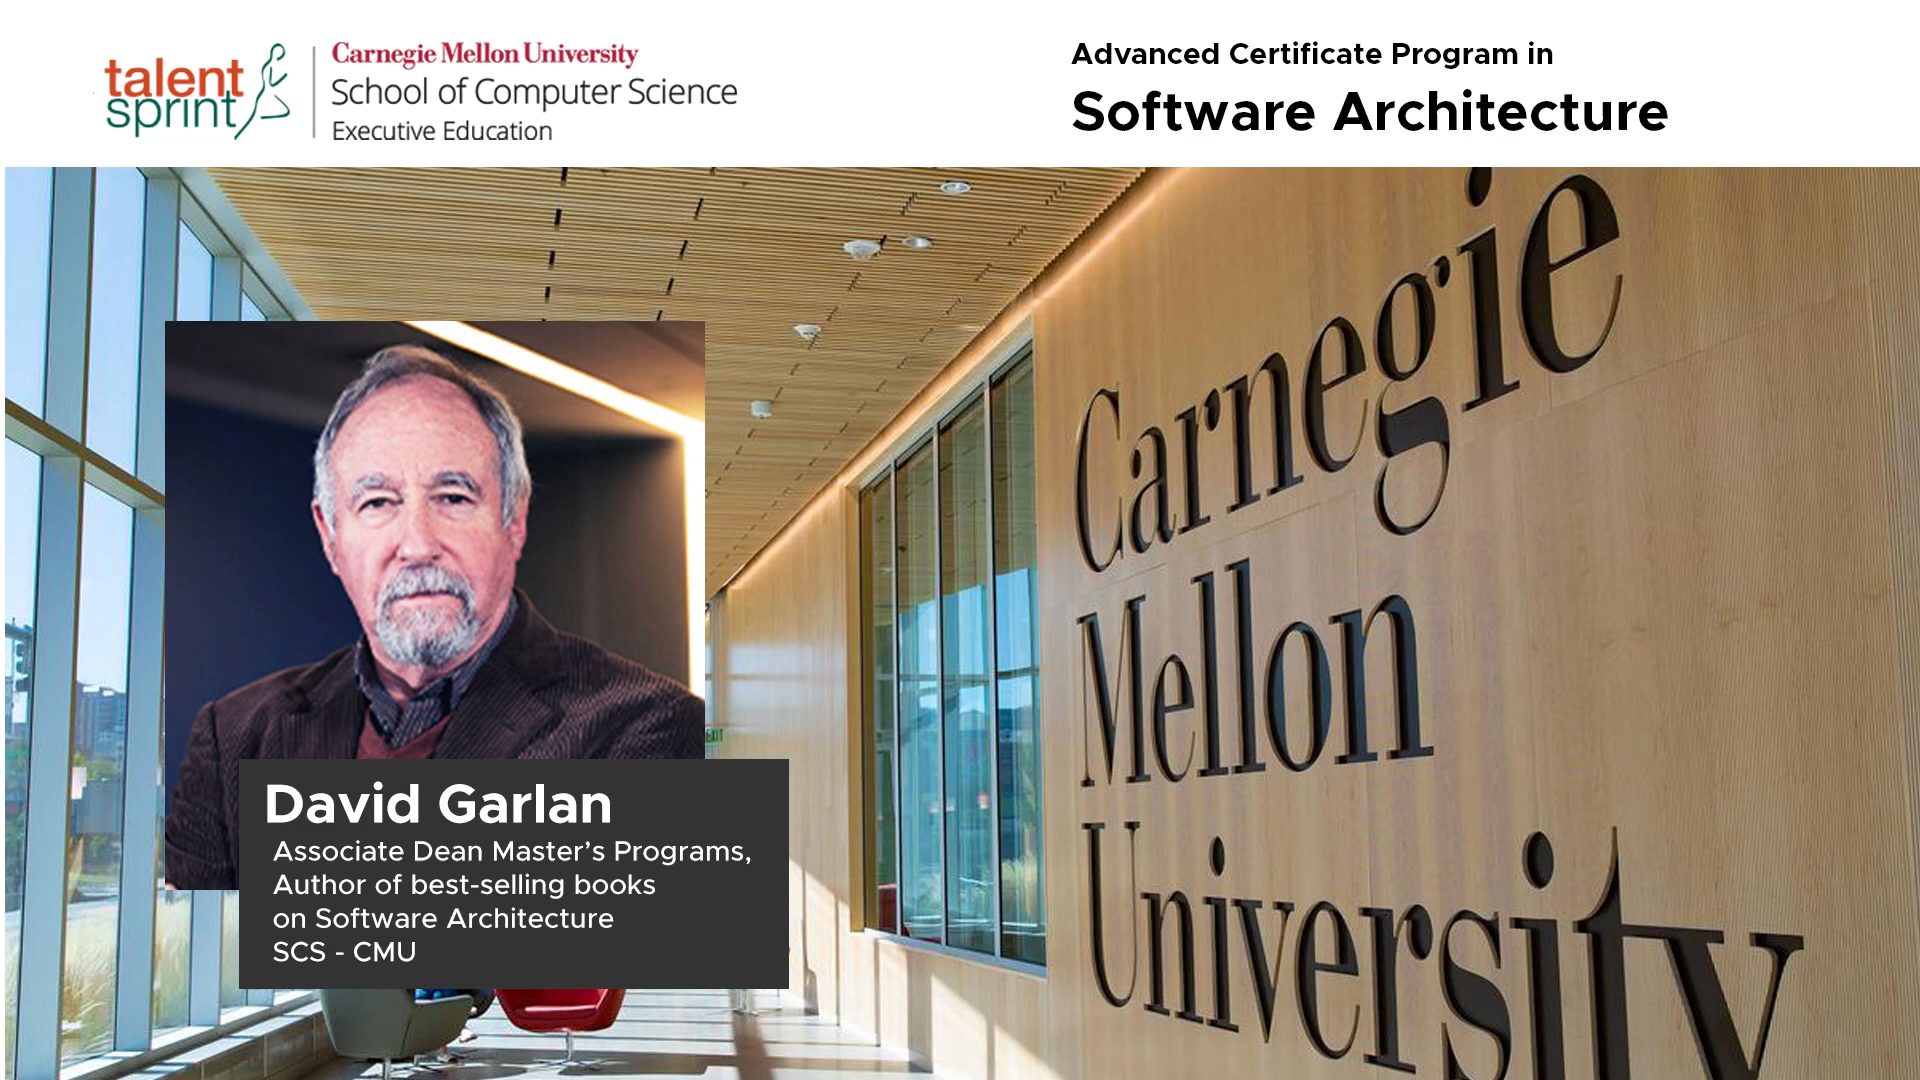 talent
sprint
Carnegie Mellon University
School of Computer Science
Executive Education
Advanced Certificate Program in
Software Architecture
Carnegie
Mellon
University
EXIT
David Garlan
Associate Dean Master’s Programs,
Author of best-selling books
on Software Architecture
SCS - CMU